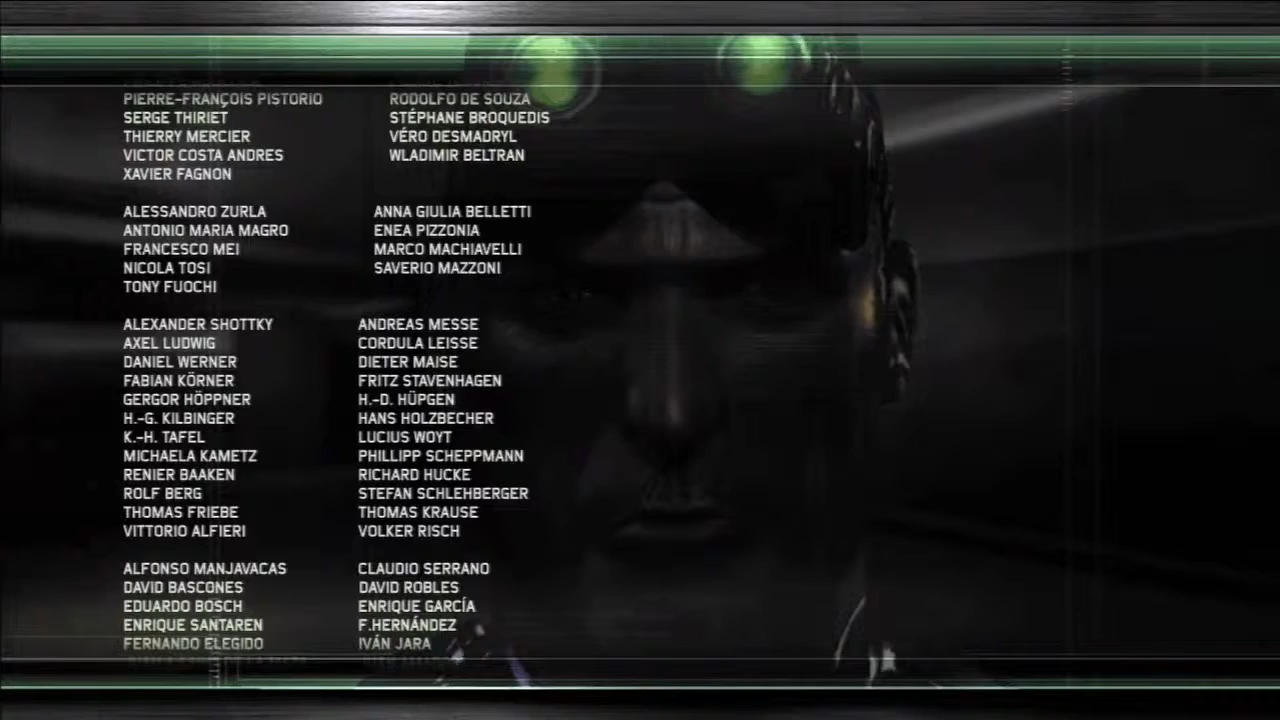 PIERRE-FRANÇOIS PISTORIO RODOLFO DE SOUZA
SERGE THIRIET STÉPHANE BROQUEDIS
THIERRY MERCIER VÉRO DESMADRYL
VICTOR COSTA ANDRES WLADIMIR BELTRAN
XAVIER FAGNON
ALESSANDRO ZURLA ANNA GIULIA BELLETTI
ANTONIO MARIA MAGRO ENEA PIZZONIA
FRANCESCO MEI MARCO MACHIAVELLI
NICOLA TOSI SAVERIO MAZZONI
TONY FUOCHI
ALEXANDER SHOTTKY ANDREAS MESSE
AXEL LUDWIG CORDULA LEISSE
DANIEL WERNER DIETER MAISE
FABIAN KÖRNER FRITZ STAVENHAGEN
GERGOR HÖPPNER H.-D. HÜPGEN
H.-G. KILBINGER HANS HOLZBECHER
K.-H. TAFEL LUCIUS WOYT
MICHAELA KAMETZ PHILLIPP SCHEPPMANN
RENIER BAAKEN RICHARD HUCKE
ROLF BERG STEFAN SCHLEHBERGER
THOMAS FRIEBE THOMAS KRAUSE
VITTORIO ALFIERI VOLKER RISCH
ALFONSO MANJAVACAS CLAUDIO SERRANO
DAVID BASCONES DAVID ROBLES
EDUARDO BOSCH ENRIQUE GARCÍA
ENRIQUE SANTAREN F.HERNÁNDEZ
FERNANDO ELEGIDO IVÁN JARA